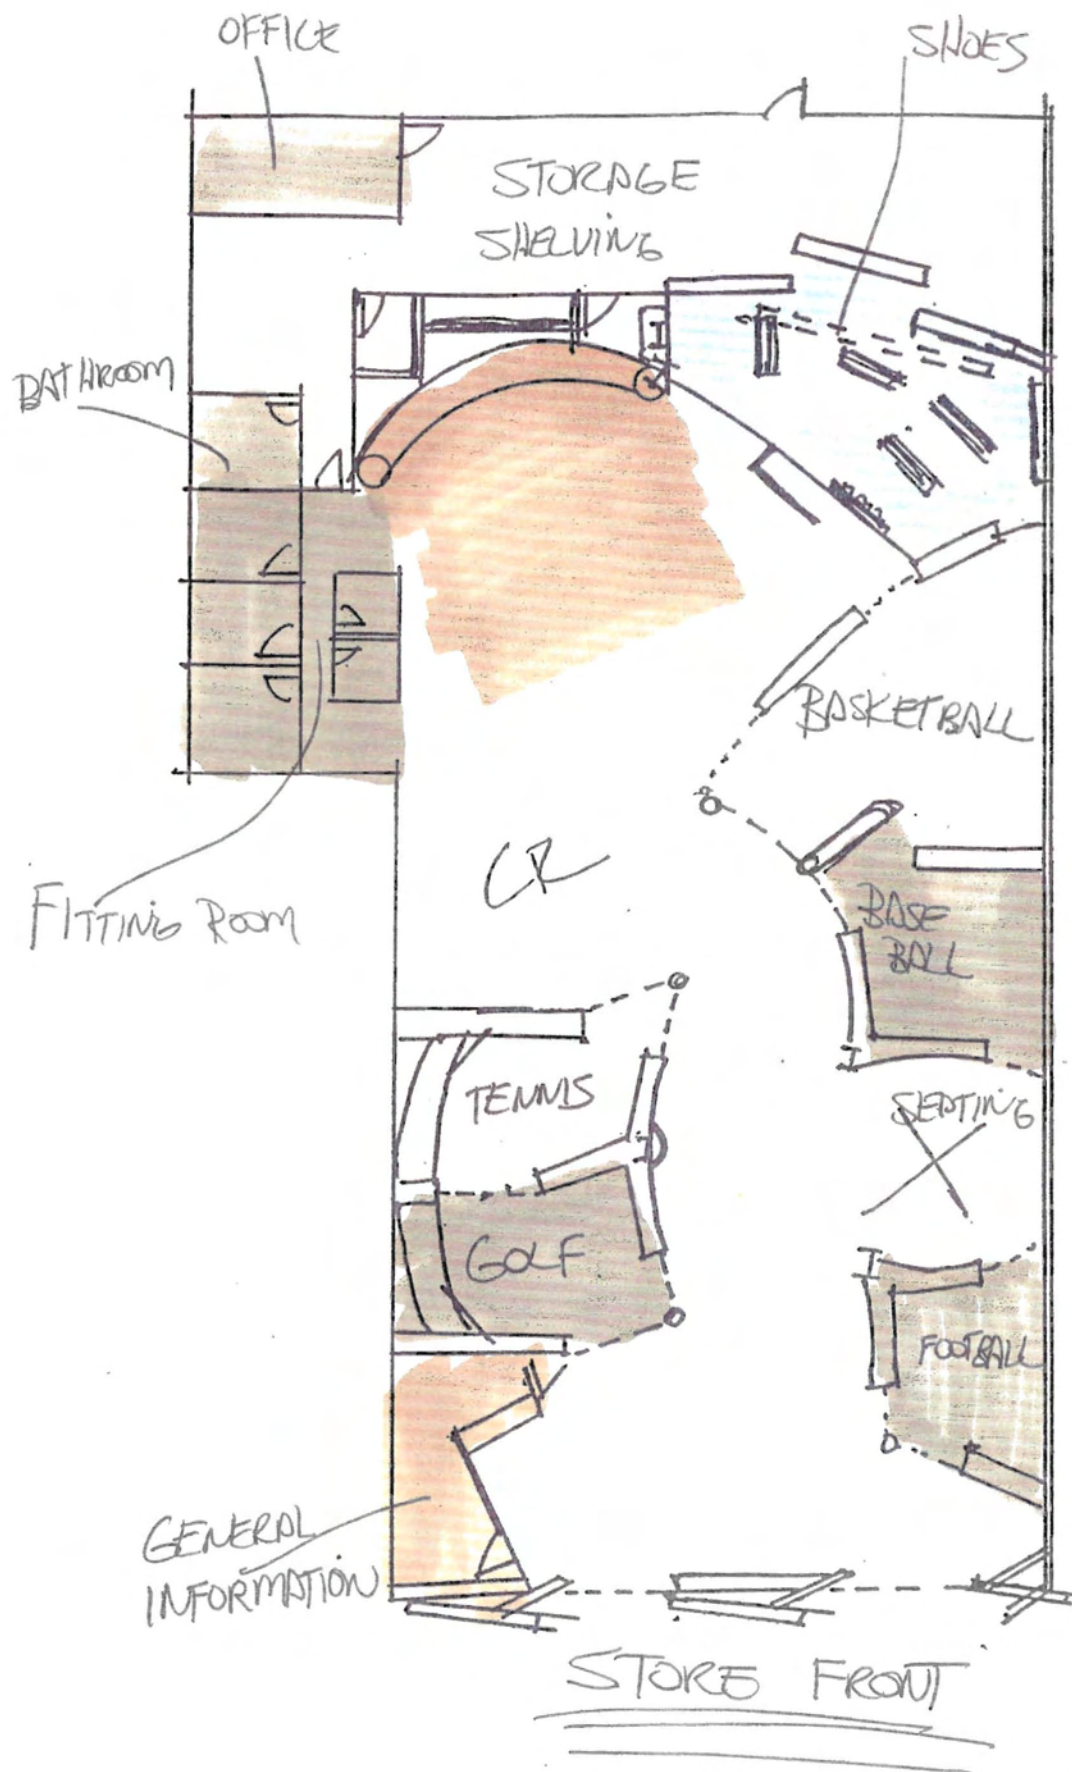 OFFICE
SHOES
STORAGE
SHELVING
BATHROOM
BASKETBALL
CR
FITTING ROOM
BASE
BALL
TENNIS
SEATING
GOLF
FOOTBALL
GENERAL
INFORMATION
STORE FRONT